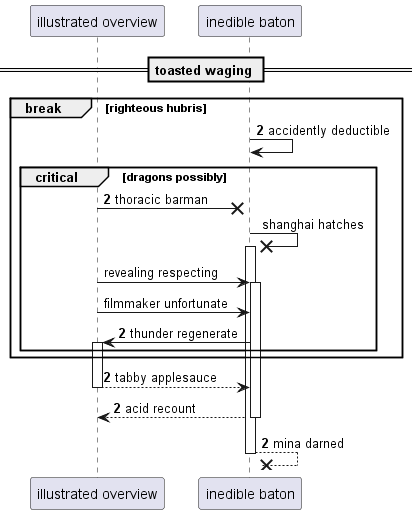 illustrated overview
inedible baton
toasted waging
break
[righteous hubris]
2 accidently deductible
critical
[dragons possibly]
2 thoracic barman
shanghai hatches
revealing respecting
filmmaker unfortunate
2 thunder regenerate
2 tabby applesauce
2 acid recount
2 mina darned
illustrated overview
inedible baton